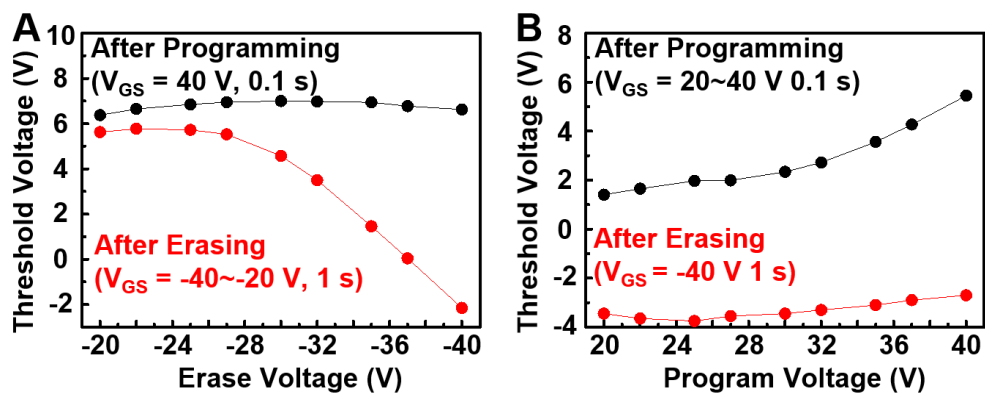 A
After Programming
(VGS = 40 V, 0.1 s)
After Erasing
(VGS = -40~-20 V, 1 s)
Threshold Voltage (V)
10
8
6
4
2
0
-2
-20 -24 -28 -32 -36 -40
Erase Voltage (V)
B
After Programming
(VGS = 20~40 V 0.1 s)
After Erasing
(VGS = -40 V 1 s)
Threshold Voltage (V)
8
6
4
2
0
-2
-4
20 24 28 32 36 40
Program Voltage (V)